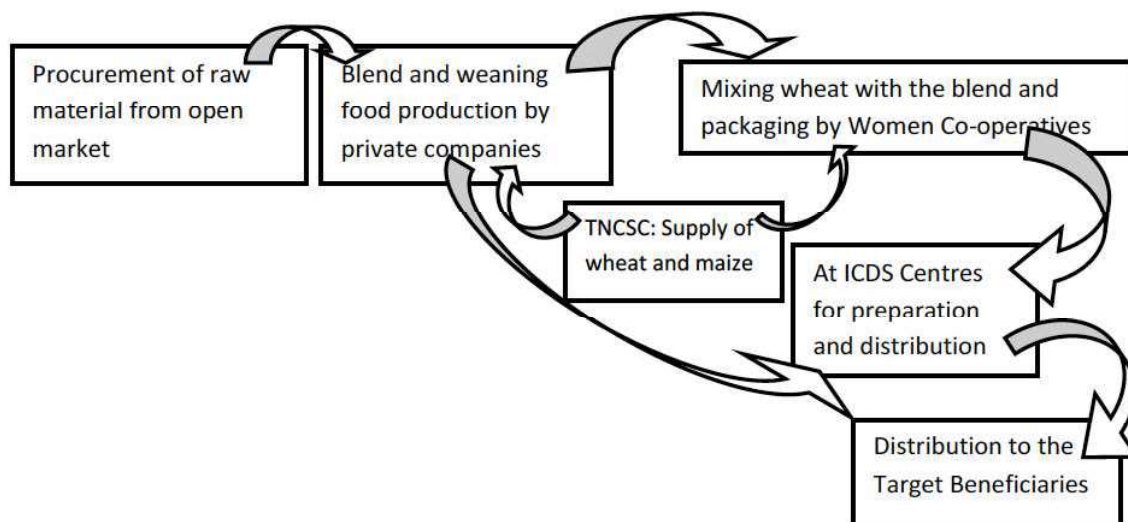 Procurement of raw
material from open
market
Blend and weaning
food production by
private companies
Mixing wheat with the blend and
packaging by Women Co-operatives
TNCSC: Supply of
wheat and maize
At ICDS Centres
for preparation
and distribution
Distribution to the
Target Beneficiaries